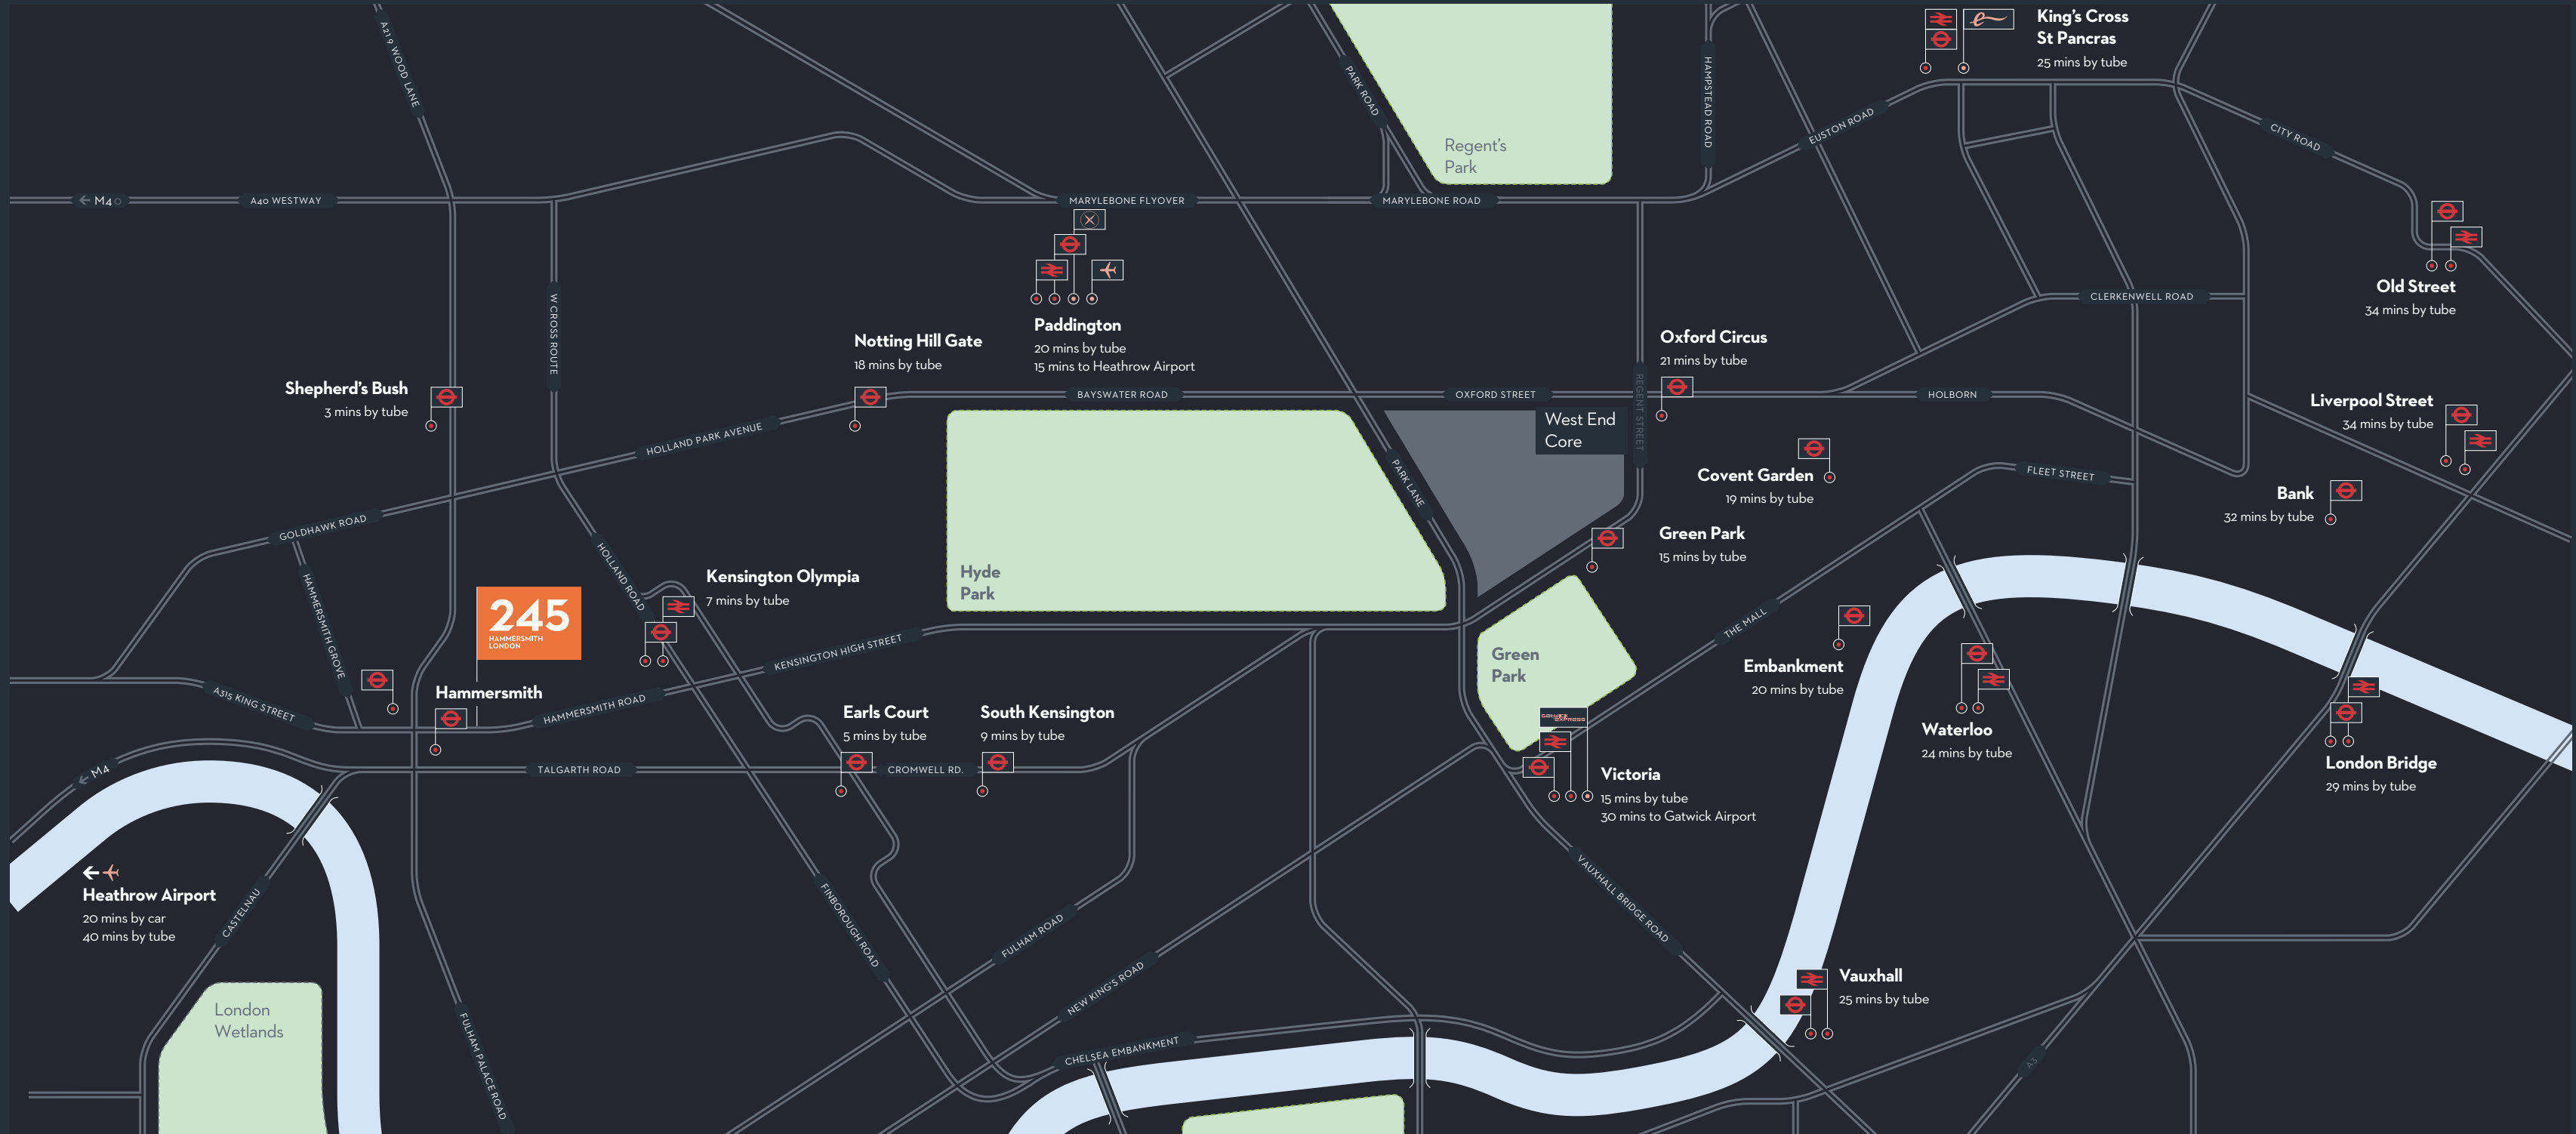 King's Cross
St Pancras
25 mins by tube
A219 WOOD LANE
PARK ROAD
HAMPSTEAD ROAD
EUSTON ROAD
CITY ROAD
Regent's
Park
M40
A40 WESTWAY
MARYLEBONE FLYOVER
MARYLEBONE ROAD
Old Street
34 mins by tube
CLERKENWELL ROAD
W CROSS ROUTE
Paddington
20 mins by tube
15 mins to Heathrow Airport
Notting Hill Gate
18 mins by tube
Oxford Circus
21 mins by tube
Shepherd's Bush
3 mins by tube
BAYSWATER ROAD
OXFORD STREET
REGENT STREET
HOLBORN
Liverpool Street
34 mins by tube
West End
Core
HOLLAND PARK AVENUE
PARK LANE
Covent Garden
19 mins by tube
FLEET STREET
Bank
32 mins by tube
GOLDHAWK ROAD
Green Park
15 mins by tube
HOLLAND ROAD
Hyde
Park
Kensington Olympia
7 mins by tube
HAMMERSMITH GROVE
245
HAMMERSMITH
LONDON
THE MALL
KENSINGTON HIGH STREET
Green
Park
Embankment
20 mins by tube
Hammersmith
A315 KING STREET
HAMMERSMITH ROAD
Earls Court
5 mins by tube
South Kensington
9 mins by tube
GATWICK
EXPRESS
Waterloo
24 mins by tube
London Bridge
29 mins by tube
M4
TALGARTH ROAD
CROMWELL RD.
Victoria
15 mins by tube
30 mins to Gatwick Airport
Heathrow Airport
20 mins by car
40 mins by tube
CASTELNAU
FINBOROUGH ROAD
FULHAM ROAD
VAUXHALL BRIDGE ROAD
NEW KING'S ROAD
Vauxhall
25 mins by tube
London
Wetlands
FULHAM PALACE ROAD
CHELSEA EMBANKMENT
A3